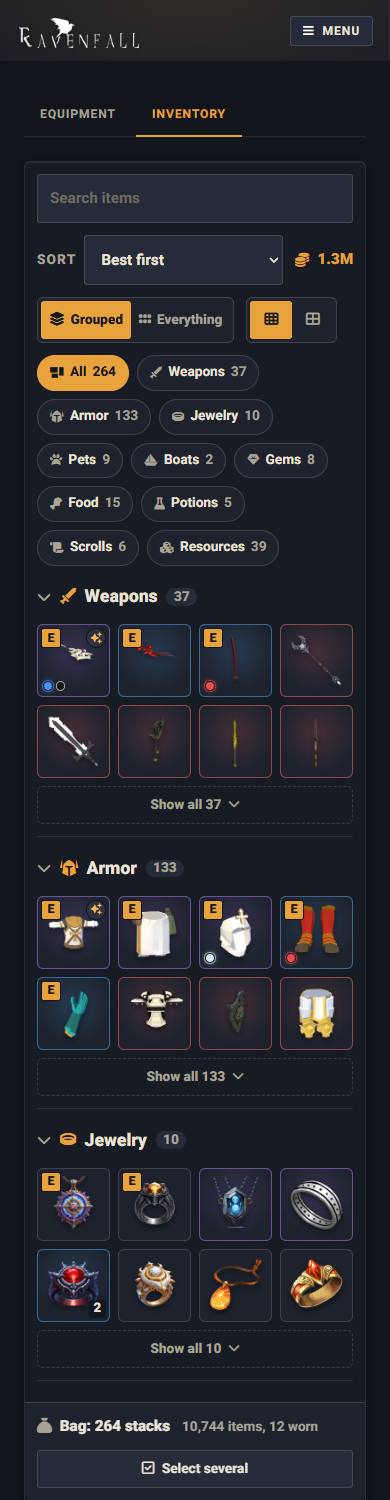 RAVENFALL
MENU
EQUIPMENT INVENTORY
Search items
SORT Best first 1.3M
Grouped Everything
All 264 Weapons 37
Armor 133 Jewelry 10
Pets 9 Boats 2 Gems 8
Food 15 Potions 5
Scrolls 6 Resources 39
Weapons 37
E E E
Show all 37
Armor 133
E E E E
E
Show all 133
Jewelry 10
E E
2
Show all 10
Bag: 264 stacks 10,744 items, 12 worn
Select several